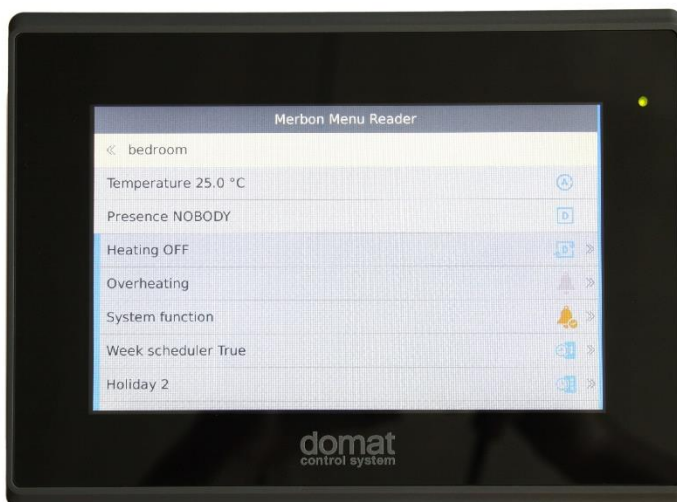 Merbon Menu Reader
« bedroom
Temperature 25.0 °C
Presence NOBODY
Heating OFF
Overheating
System function
Week scheduler True
Holiday 2
domat
control system